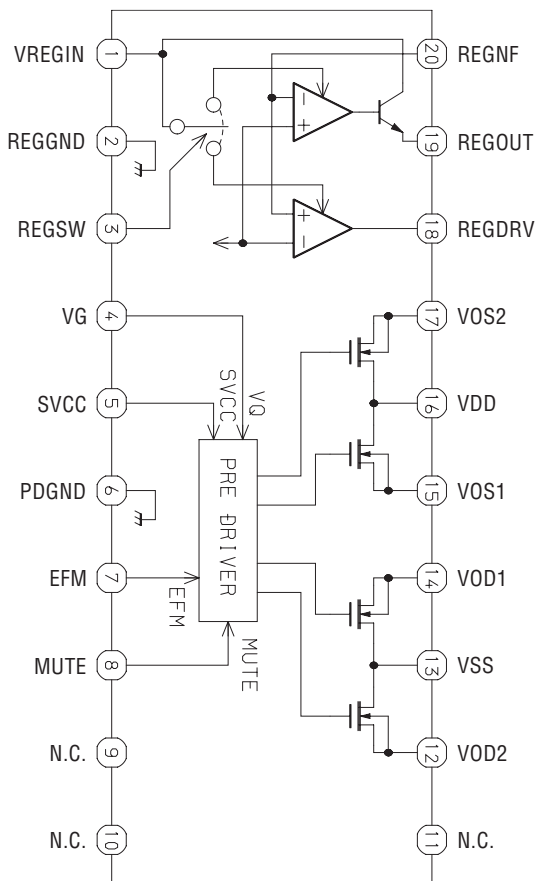 VREGIN 1
20 REGNF
REGGND 2
19 REGOUT
REGSW 3
18 REGDRV
VG 4
17 VOS2
SVCC 5
16 VDD
PDGND 6
15 VOS1
EFM 7
14 VOD1
MUTE 8
13 VSS
N.C. 9
12 VOD2
N.C. 10
11 N.C.
−
+
+
−
SVCC
VQ
PRE DRIVER
EFM
MUTE